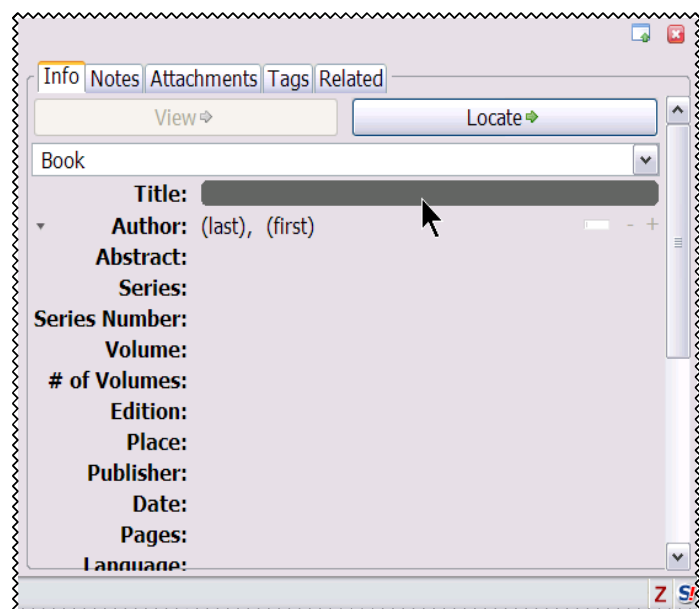 Info Notes Attachments Tags Related
View Locate
Book
Title:
Author: (last), (first) - +
Abstract:
Series:
Series Number:
Volume:
# of Volumes:
Edition:
Place:
Publisher:
Date:
Pages:
Language:
Z S!